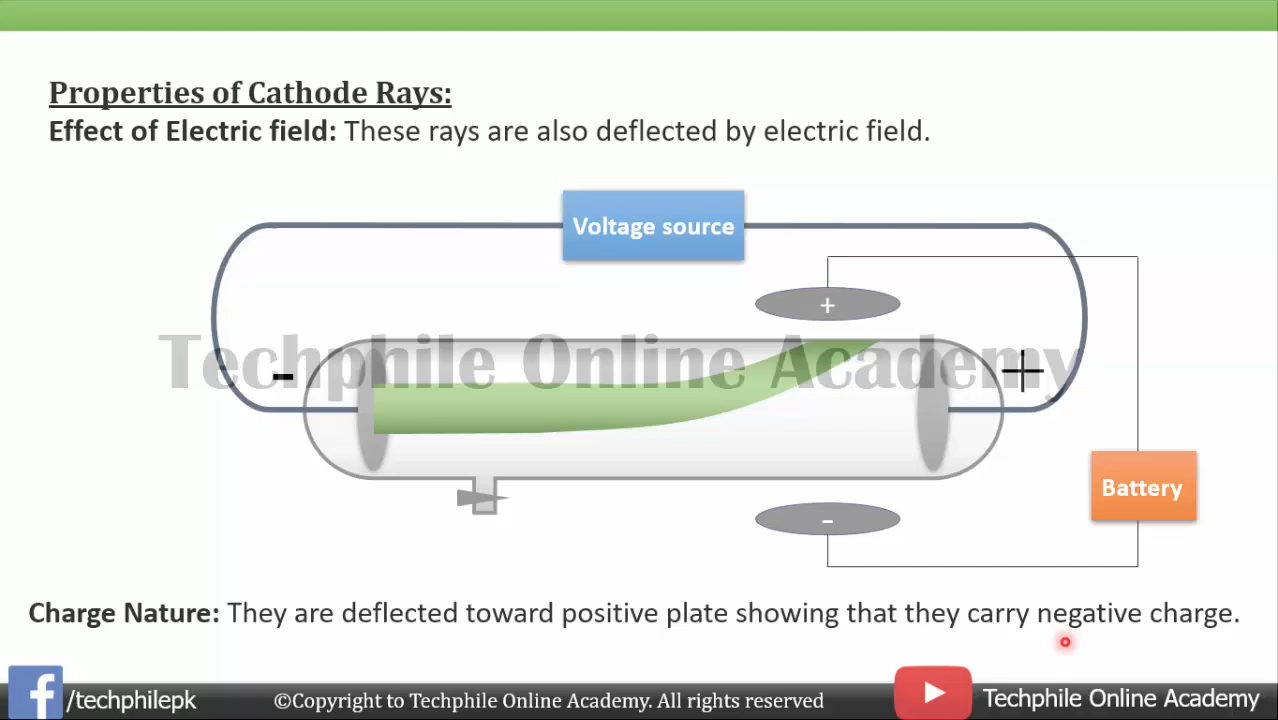 Properties of Cathode Rays:
Effect of Electric field: These rays are also deflected by electric field.
Voltage source
+
Techphile Online Academy
-
+
Battery
-
Charge Nature: They are deflected toward positive plate showing that they carry negative charge.
f/techphilepk
©Copyright to Techphile Online Academy. All rights reserved
Techphile Online Academy